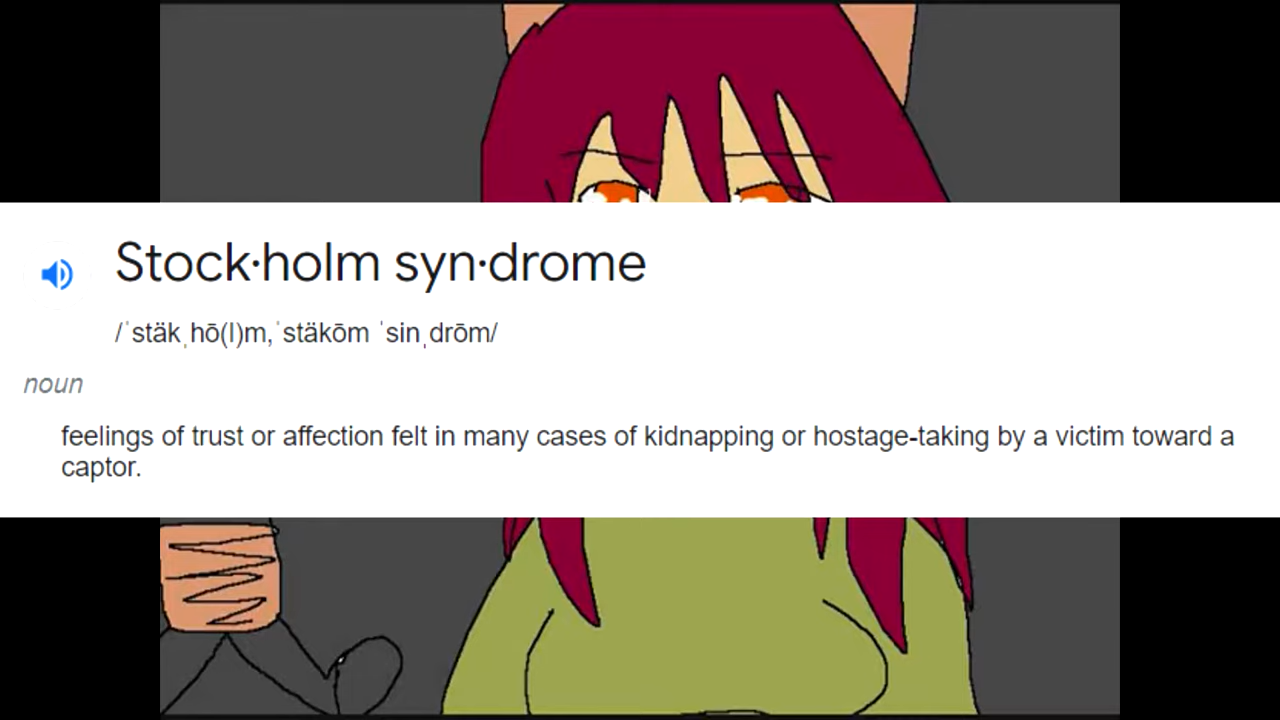 Stock·holm syn·drome
/ˈstäkˌhō(l)m,ˈstäkōm ˈsinˌdrōm/
noun
feelings of trust or affection felt in many cases of kidnapping or hostage-taking by a victim toward a
captor.